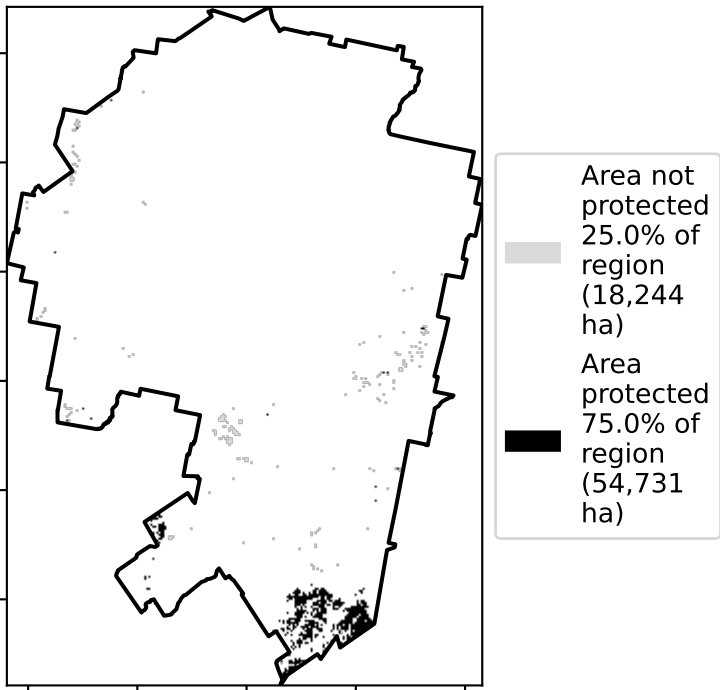 Area not
protected
25.0% of
region
(18,244
ha)
Area
protected
75.0% of
region
(54,731
ha)